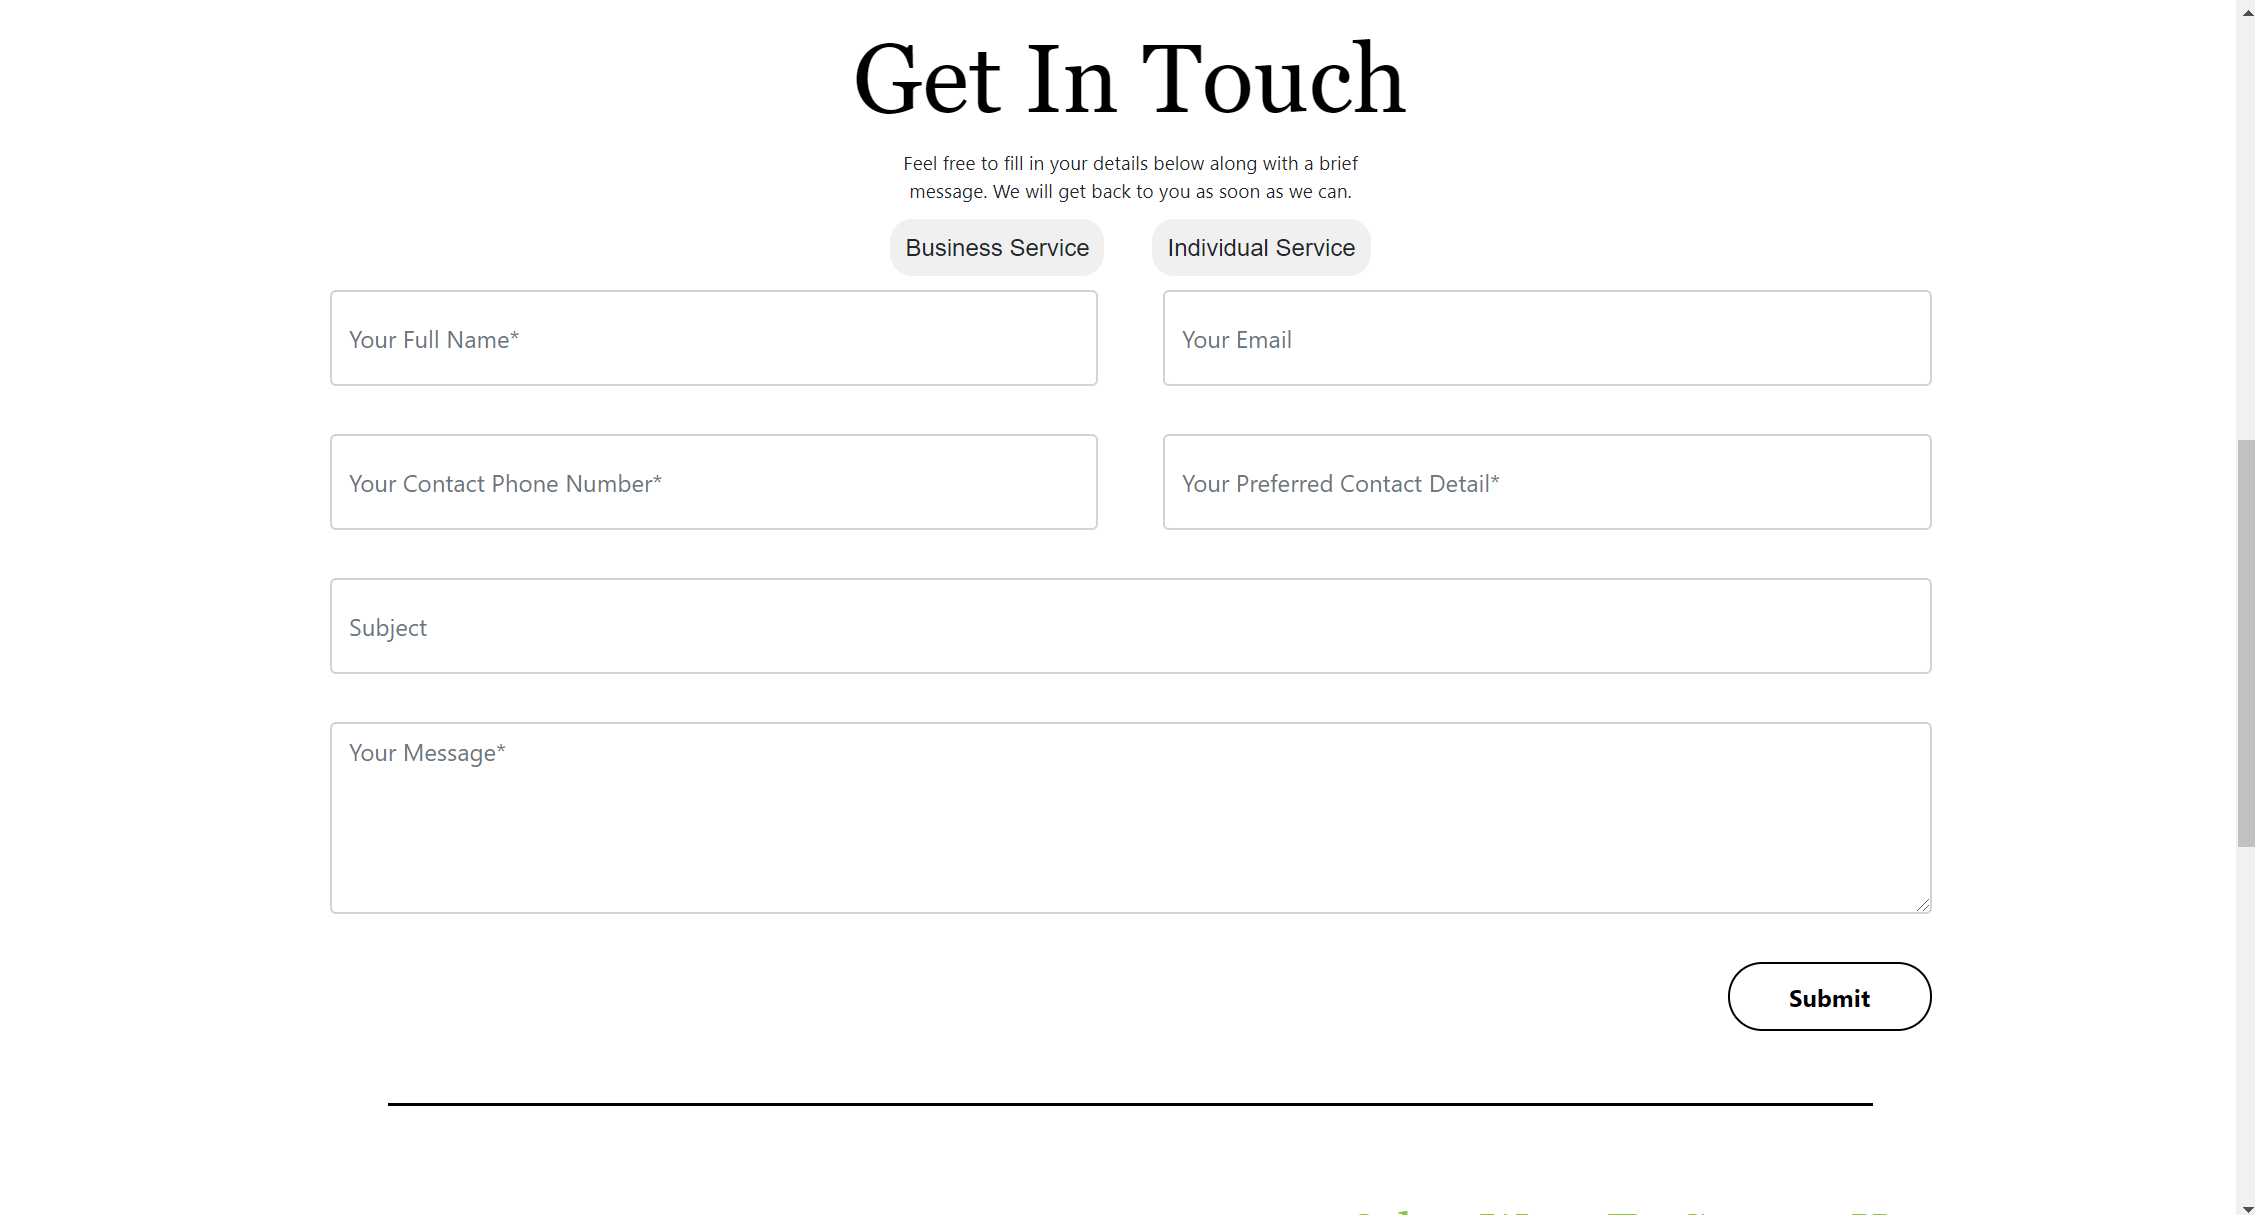 Get In Touch
Feel free to fill in your details below along with a brief
message. We will get back to you as soon as we can.
Business Service
Individual Service
Your Full Name*
Your Email
Your Contact Phone Number*
Your Preferred Contact Detail*
Subject
Your Message*
Submit